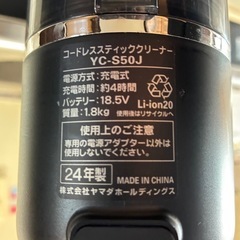 コードレススティッククリーナー
YC-S50J
電源方式：充電式
充電時間：約4時間
バッテリー：18.5V
質量：1.8kg
Li-ion20
使用後はリサイクルへ
使用上のご注意
専用の電源アダプター以外は
使用しないでください。
24年製
MADE IN CHINA
株式会社ヤマダホールディングス